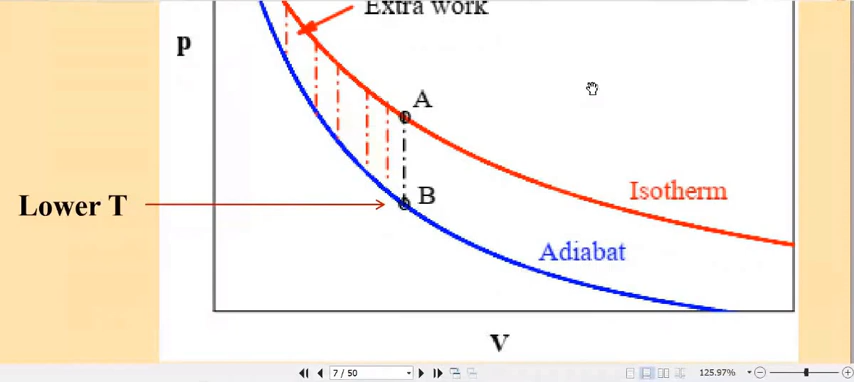 Extra work
p
A
B
Lower T
Isotherm
Adiabat
V
7 / 50
125.97%